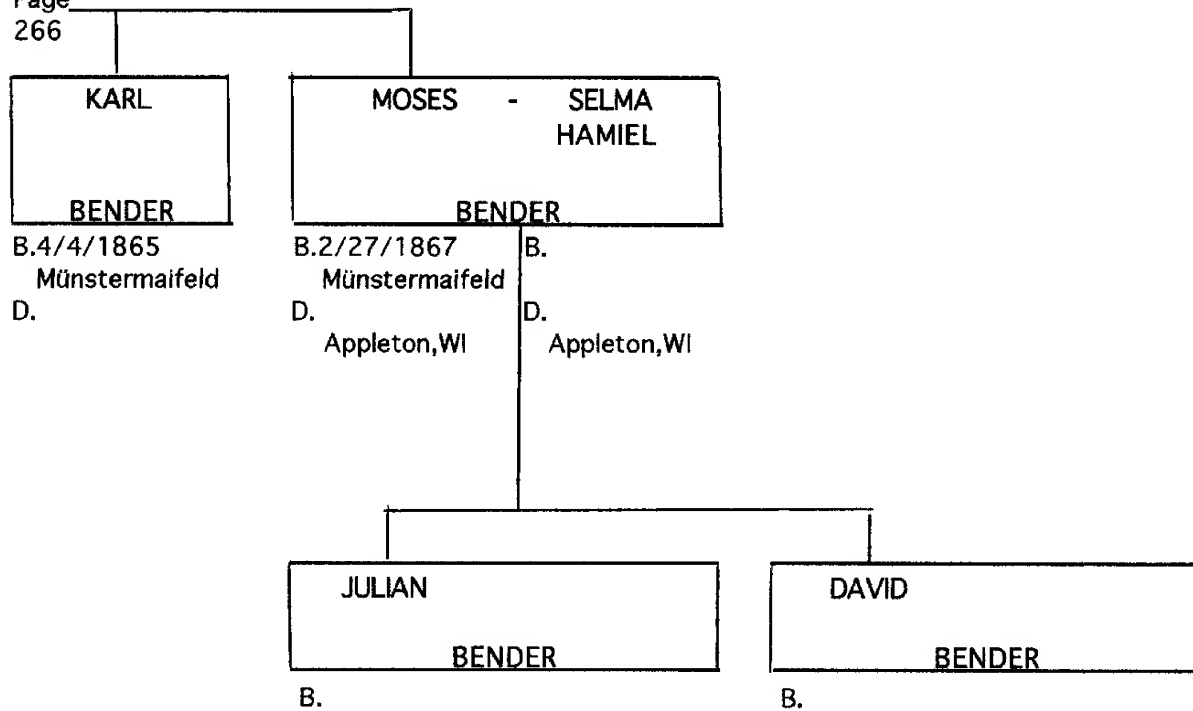 Page
266
KARL
BENDER
B.4/4/1865
Münstermaifeld
D.
MOSES - SELMA
HAMIEL
BENDER
B.2/27/1867 B.
Münstermaifeld
D. D.
Appleton,WI Appleton,WI
JULIAN
BENDER
B.
DAVID
BENDER
B.